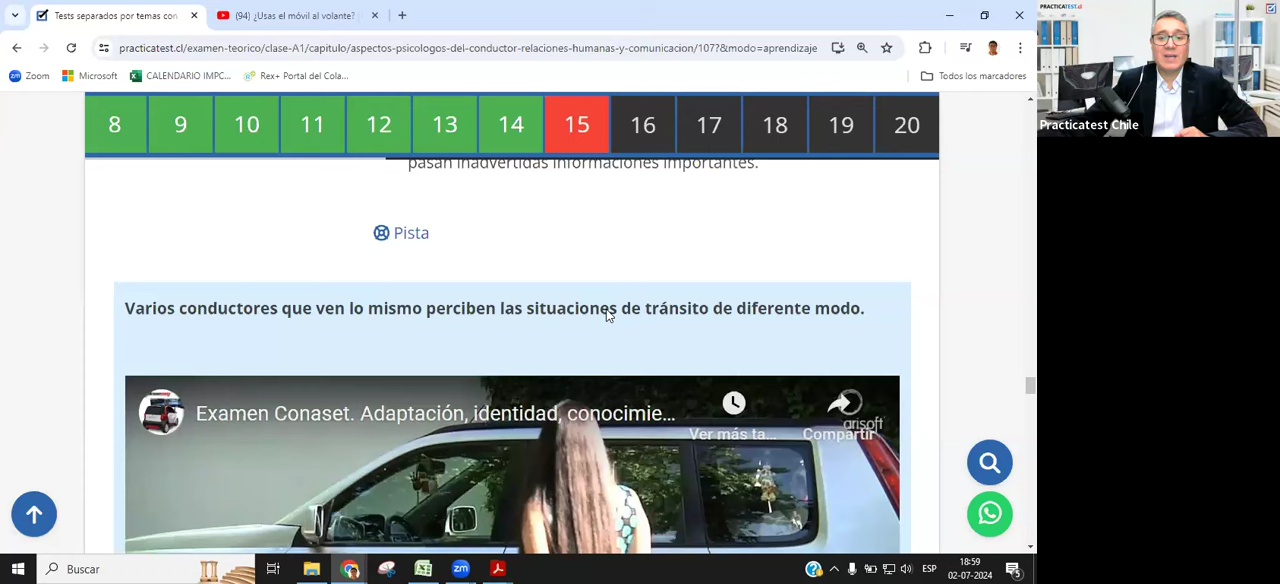 Tests separados por temas con
(94) ¿Usas el móvil al volante?
practicatest.cl/examen-teorico/clase-A1/capitulo/aspectos-psicologos-del-conductor-relaciones-humanas-y-comunicacion/107?&modo=aprendizaje
Zoom
Microsoft
CALENDARIO IMPC...
Rex+ Portal del Cola...
Todos los marcadores
8 9 10 11 12 13 14 15 16 17 18 19 20
pasan inadvertidas informaciones importantes.
Pista
Varios conductores que ven lo mismo perciben las situaciones de tránsito de diferente modo.
Examen Conaset. Adaptación, identidad, conocimie...
Ver más ta...
Compartir
arisoft
PRACTICATEST.cl
Practicatest Chile
Buscar
ESP
18:59
02-07-2024
5